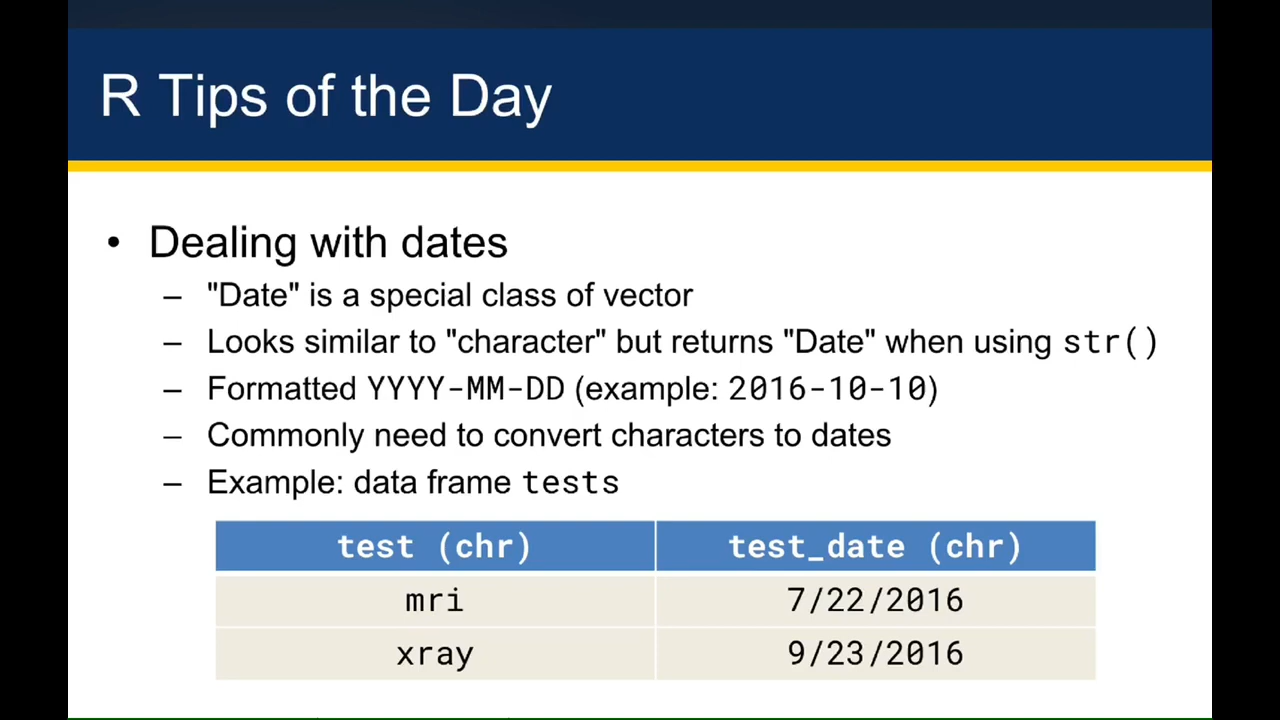 R Tips of the Day
• Dealing with dates
– "Date" is a special class of vector
– Looks similar to "character" but returns "Date" when using str()
– Formatted YYYY-MM-DD (example: 2016-10-10)
– Commonly need to convert characters to dates
– Example: data frame tests
test (chr) test_date (chr)
mri 7/22/2016
xray 9/23/2016